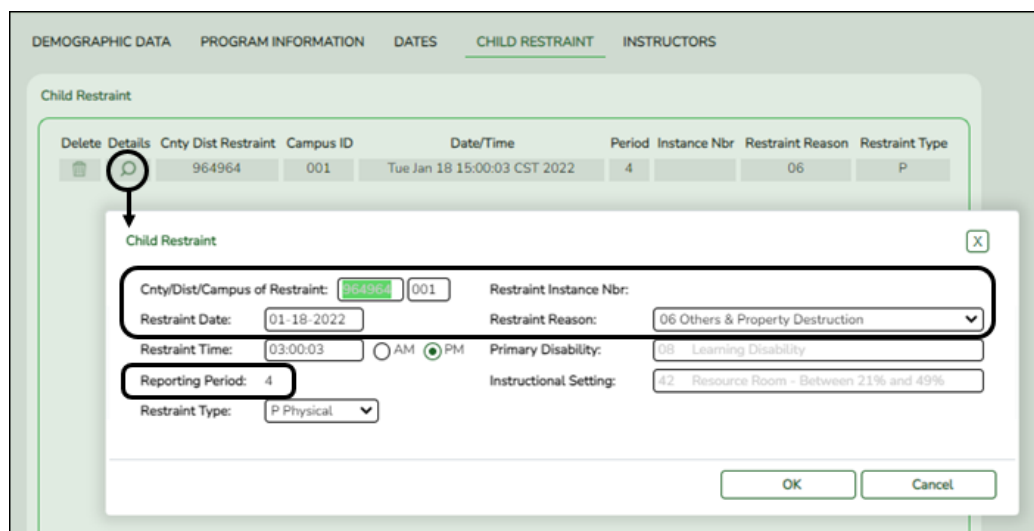 DEMOGRAPHIC DATA PROGRAM INFORMATION DATES CHILD RESTRAINT INSTRUCTORS
Child Restraint
Delete Details Cnty Dist Restraint Campus ID Date/Time Period Instance Nbr Restraint Reason Restraint Type
964964 001 Tue Jan 18 15:00:03 CST 2022 4 06 P
Child Restraint X
Cnty/Dist/Campus of Restraint: 964964 001 Restraint Instance Nbr:
Restraint Date: 01-18-2022 Restraint Reason: 06 Others & Property Destruction
Restraint Time: 03:00:03 AM PM Primary Disability: 08 Learning Disability
Reporting Period: 4 Instructional Setting: 42 Resource Room - Between 21% and 49%
Restraint Type: P Physical
OK Cancel